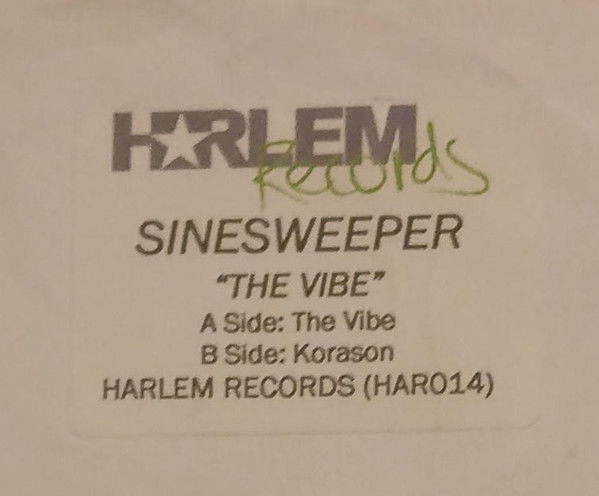 HARLEM
Records
SINESWEEPER
"THE VIBE"
A Side: The Vibe
B Side: Korason
HARLEM RECORDS (HAR014)